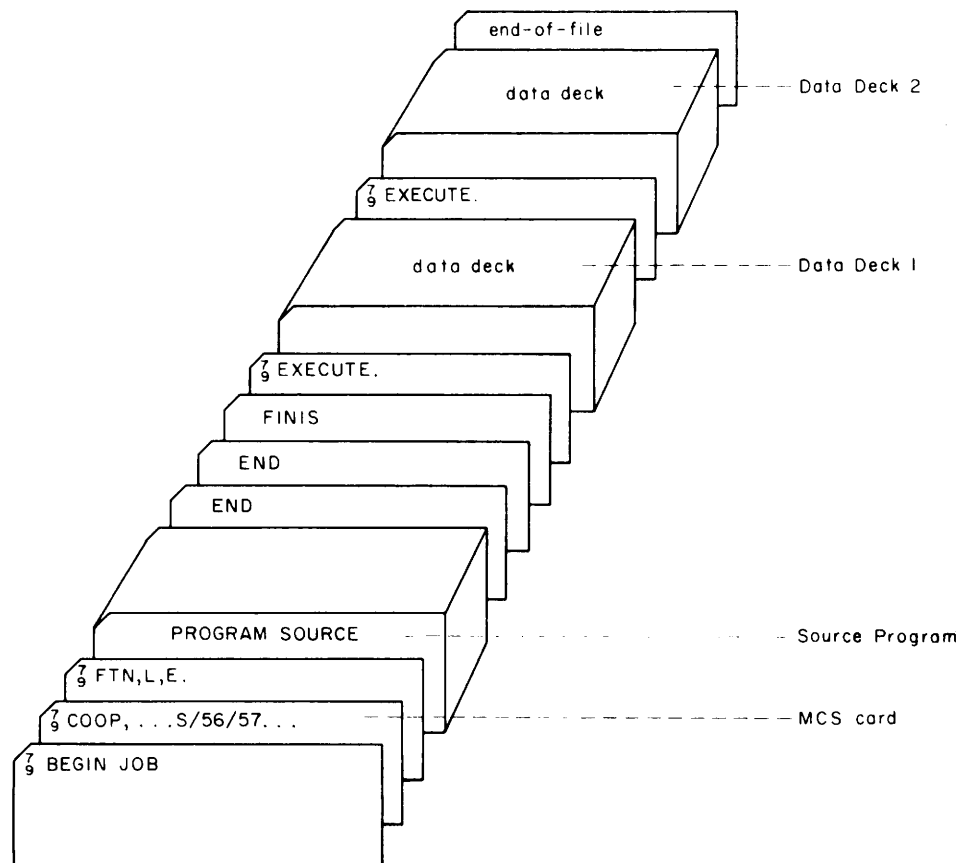 end-of-file
data deck
Data Deck 2
7
9 EXECUTE.
data deck
Data Deck 1
7
9 EXECUTE.
FINIS
END
END
PROGRAM SOURCE
Source Program
7
9 FTN,L,E.
7
9 COOP, ...S/56/57...
MCS card
7
9 BEGIN JOB